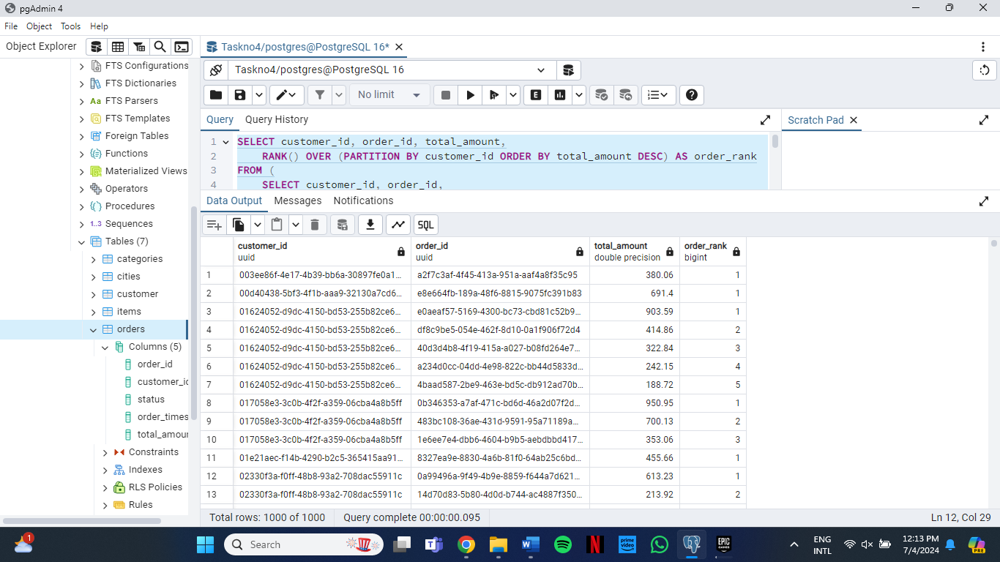 pgAdmin 4
File Object Tools Help
Object Explorer
Taskno4/postgres@PostgreSQL 16*
Taskno4/postgres@PostgreSQL 16
No limit
E
Query Query History
Scratch Pad
1 SELECT customer_id, order_id, total_amount,
2 RANK() OVER (PARTITION BY customer_id ORDER BY total_amount DESC) AS order_rank
3 FROM (
4 SELECT customer_id, order_id,
FTS Configurations
FTS Dictionaries
Aa FTS Parsers
FTS Templates
Foreign Tables
Functions
Materialized Views
Operators
Procedures
1..3 Sequences
Tables (7)
categories
cities
customer
items
orders
Columns (5)
order_id
customer_id
status
order_times
total_amour
Constraints
Indexes
RLS Policies
Rules
Data Output Messages Notifications
SQL
customer_id order_id total_amount order_rank
uuid uuid double precision bigint
1 003ee86f-4e17-4b39-bb6a-30897fe0a1... a2f7c3af-4f45-413a-951a-aaf4a8f35c95 380.06 1
2 00d40438-5bf3-4f1b-aaa9-32130a7cd6... e8e664fb-189a-48f6-8815-9075fc391b83 691.4 1
3 01624052-d9dc-4150-bd53-255b82ce6... e0aeaf57-5169-4300-bc73-cbd81c52b9... 903.59 1
4 01624052-d9dc-4150-bd53-255b82ce6... df8c9be5-054e-462f-8d10-0a1f906f72d4 414.86 2
5 01624052-d9dc-4150-bd53-255b82ce6... 40d3d4b8-4f19-415a-a027-b08fd264e7... 322.84 3
6 01624052-d9dc-4150-bd53-255b82ce6... a234d0cc-04dd-4e98-822c-bb44d5833d... 242.15 4
7 01624052-d9dc-4150-bd53-255b82ce6... 4baad587-2be9-463e-bd5c-db912ad70b... 188.72 5
8 017058e3-3c0b-4f2f-a359-06cba4a8b5ff 0b346353-a7af-471c-bd6d-46a2d07f2d... 950.95 1
9 017058e3-3c0b-4f2f-a359-06cba4a8b5ff 483bc108-36ae-431d-9591-95a71189a... 700.13 2
10 017058e3-3c0b-4f2f-a359-06cba4a8b5ff 1e6ee7e4-dbb6-4604-b9b5-aebdbbd417... 353.06 3
11 01e21aec-f14b-4290-b2c5-365415aa91... 8327ea9e-8830-4a6b-81f0-64ab25c6bd... 455.66 1
12 02330f3a-f0ff-48b8-93a2-708dac55911c 0a99496a-9f49-4b9e-8859-f644a7d621... 613.23 1
13 02330f3a-f0ff-48b8-93a2-708dac55911c 14d70d83-5b80-4d0d-b744-ac4887f350... 213.92 2
Total rows: 1000 of 1000 Query complete 00:00:00.095 Ln 12, Col 29
1
Search
prime video
EPIC GAMES
ENG
INTL
12:13 PM
7/4/2024
PRE